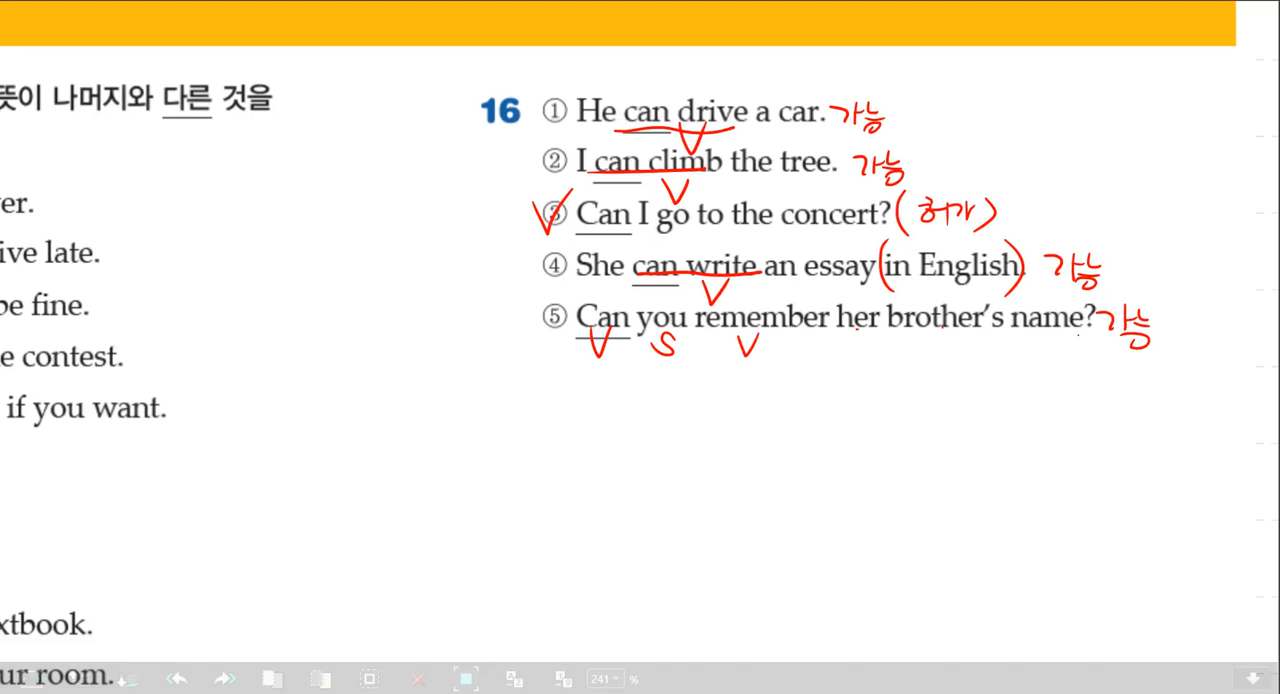 뜻이 나머지와 다른 것을
er.
ive late.
be fine.
e contest.
if you want.
xtbook.
ur room.
16 ① He can drive a car. 가능
V
② I can climb the tree. 가능
V
③ Can I go to the concert? (허가)
④ She can write an essay (in English). 가능
V
⑤ Can you remember her brother's name? 가능
V S V
241 %